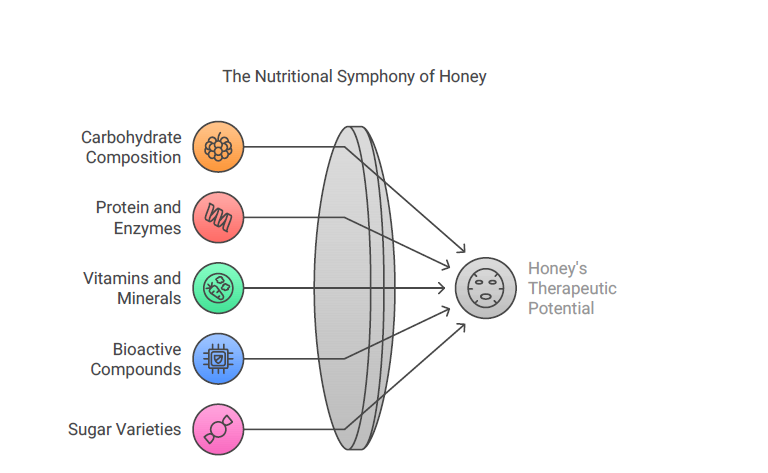 The Nutritional Symphony of Honey
Carbohydrate
Composition
Protein and
Enzymes
Vitamins and
Minerals
Bioactive
Compounds
Sugar Varieties
Honey's
Therapeutic
Potential